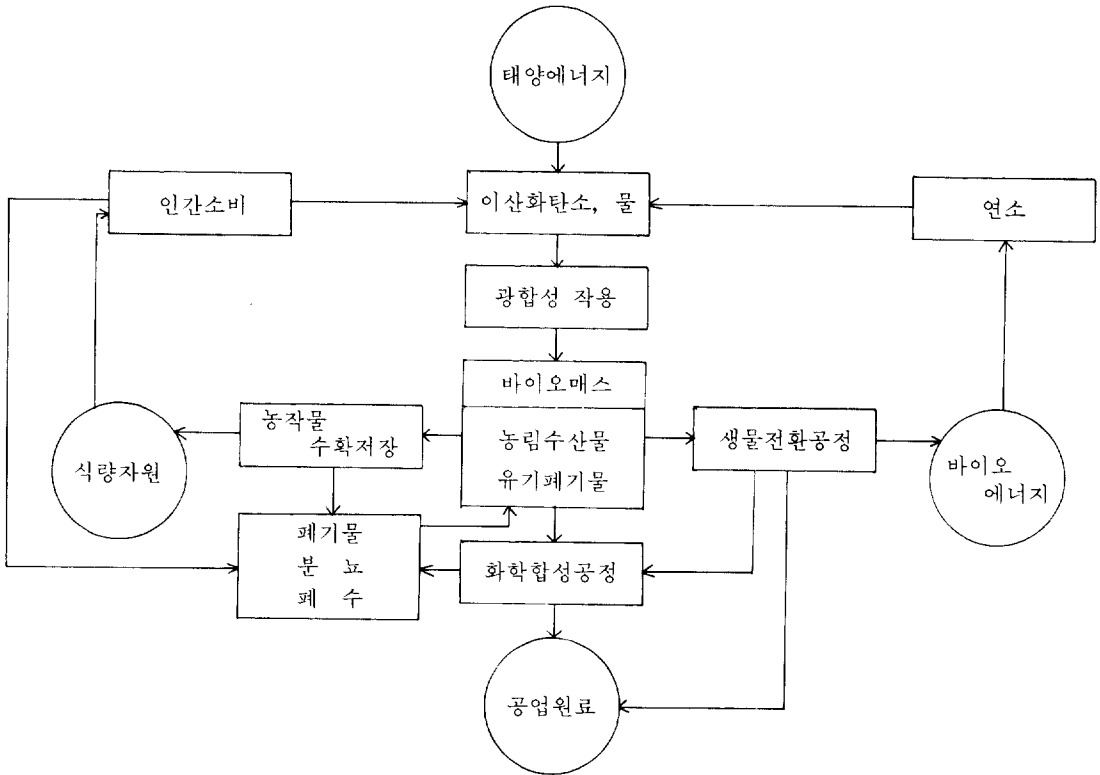 태양에너지
인간소비
이산화탄소, 물
연소
광합성 작용
바이오매스
농작물
수확저장
농림수산물
유기폐기물
생물전환공정
식량자원
바이오
에너지
폐기물
분 뇨
폐 수
화학합성공정
공업원료